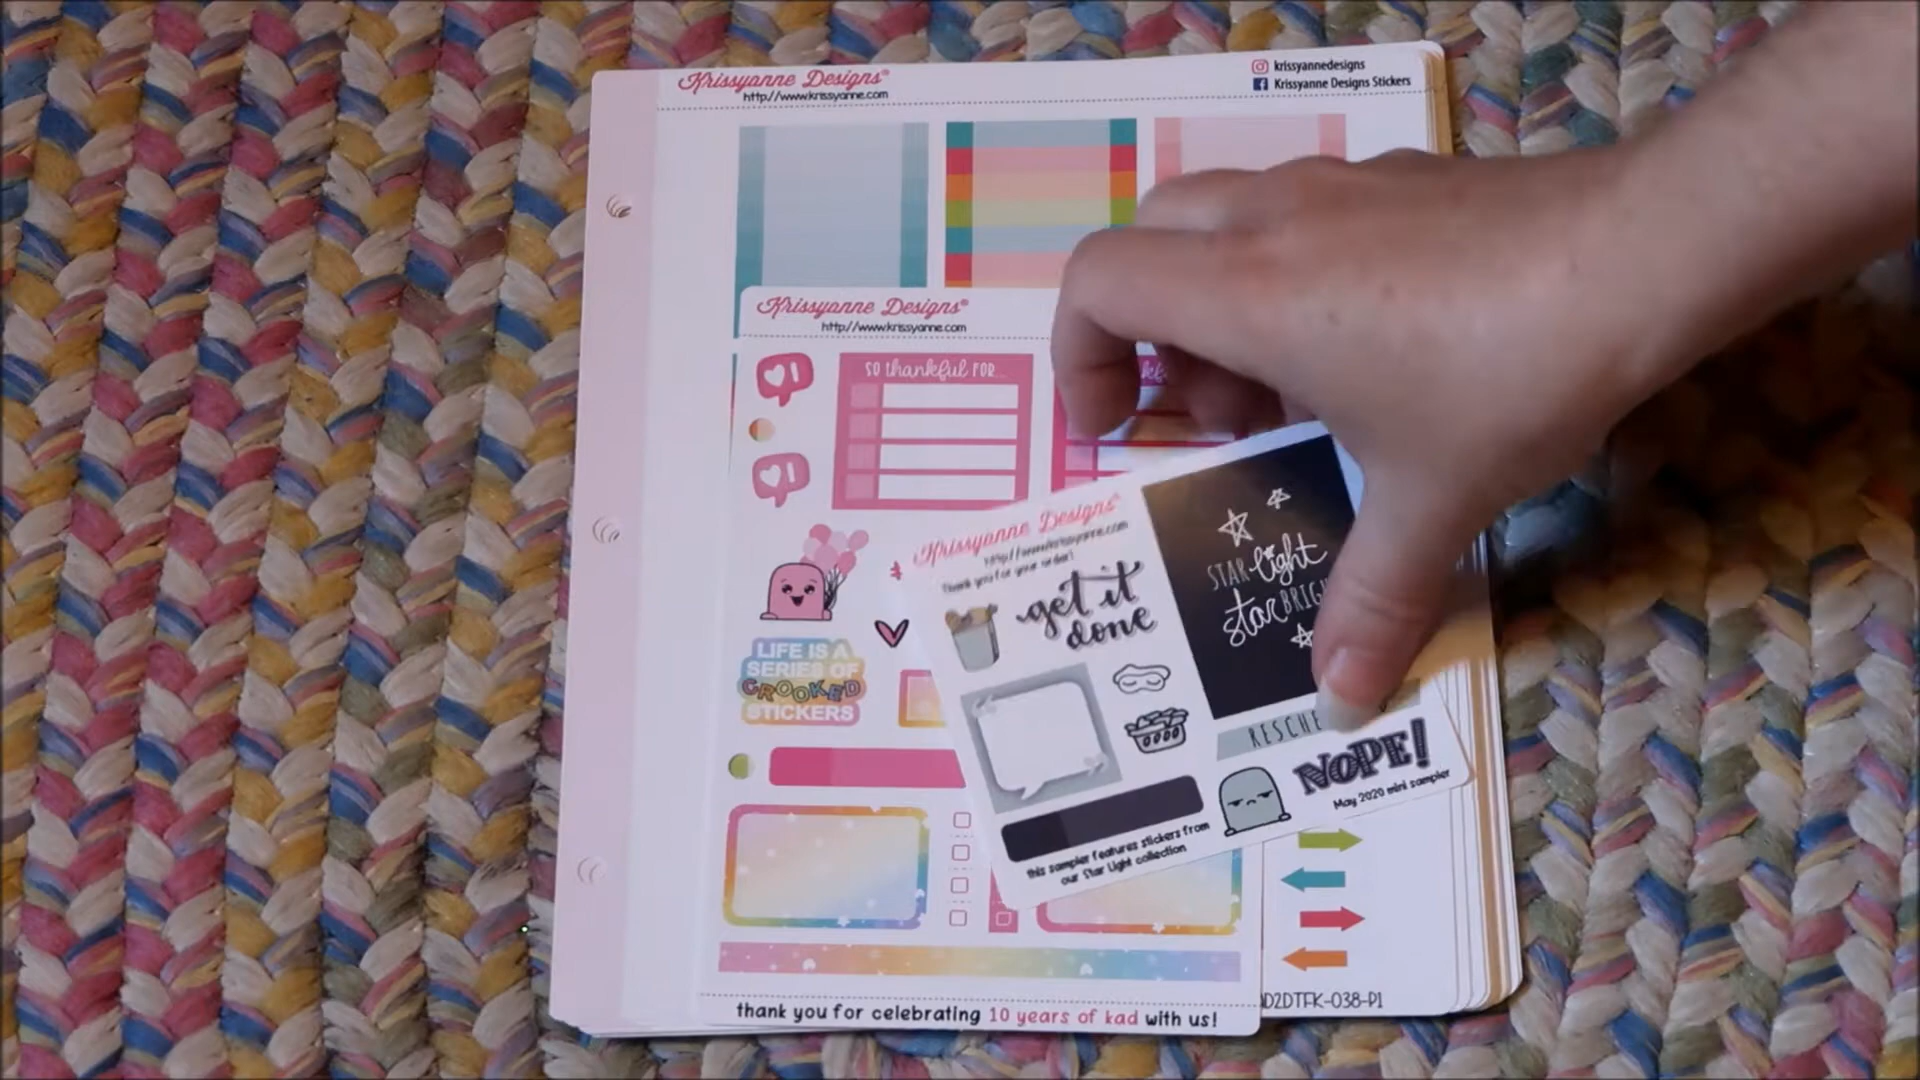 Krissyanne Designs®
http://www.krissyanne.com
krissyannedesigns
Krissyanne Designs Stickers
Krissyanne Designs®
http://www.krissyanne.com
SO thankful FOR...
LIFE IS A
SERIES OF
CROOKED
STICKERS
Krissyanne Designs®
http://www.krissyanne.com
Thank you for your order!
get it
done
STAR light
star
NOPE!
May 2020 mini sampler
this sampler features stickers from
our Star Light collection
D2DTFK-038-P1
thank you for celebrating 10 years of kad with us!